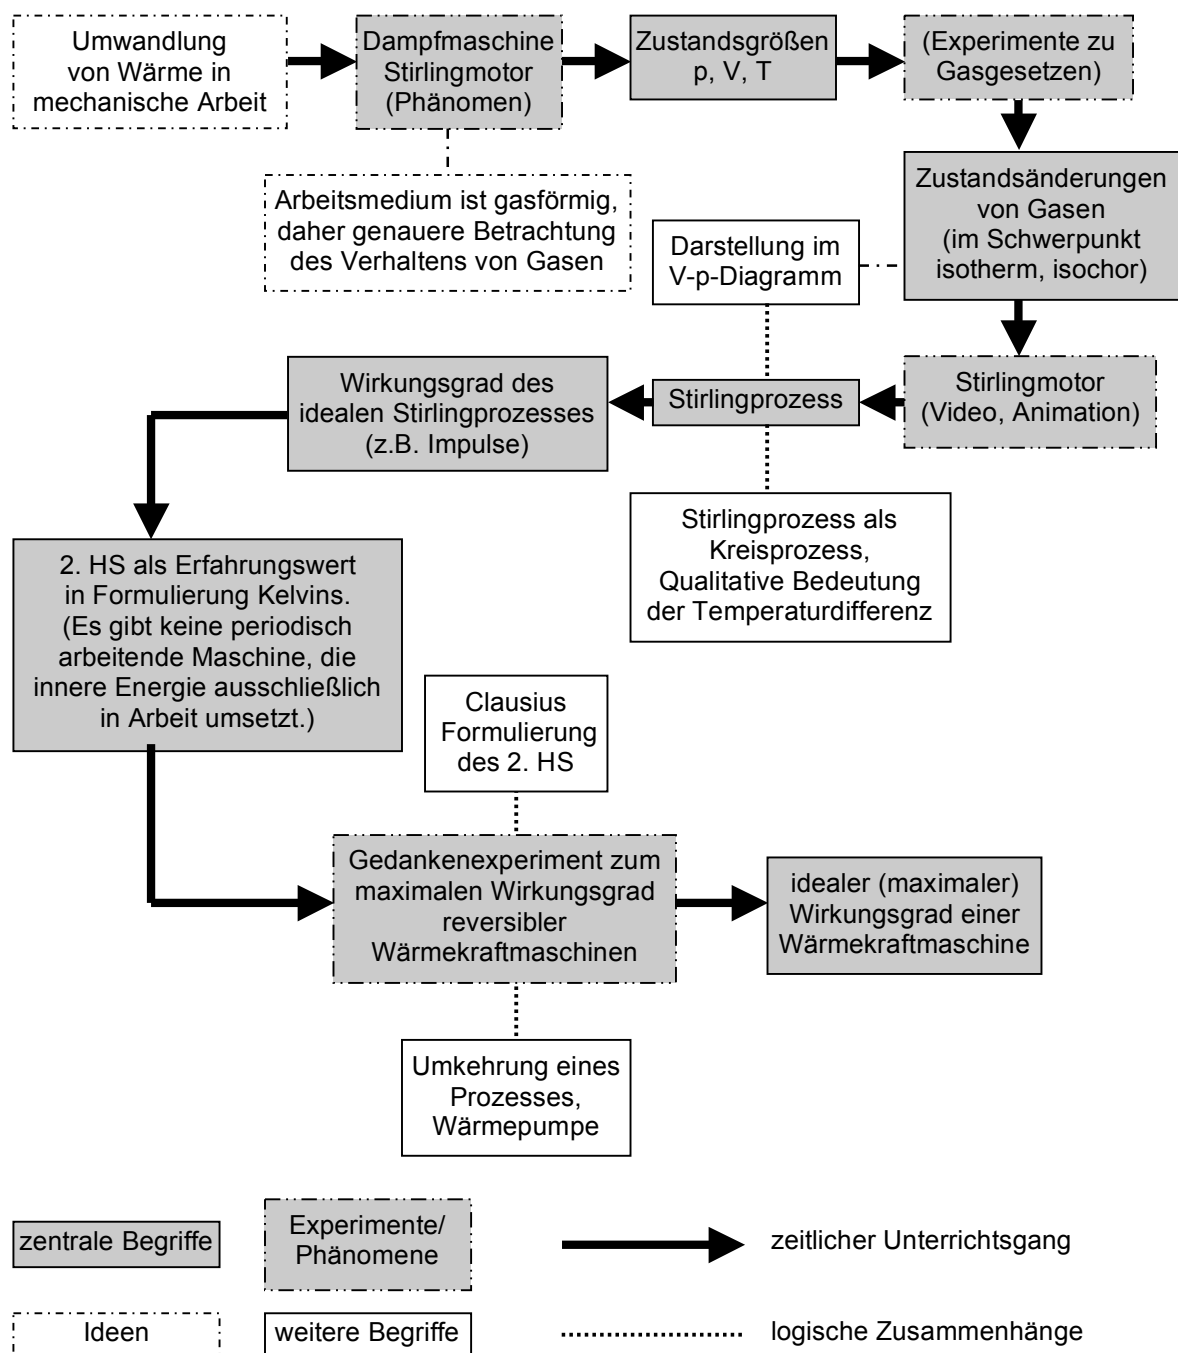 Umwandlung
von Wärme in
mechanische Arbeit
Dampfmaschine
Stirlingmotor
(Phänomen)
Zustandsgrößen
p, V, T
(Experimente zu
Gasgesetzen)
Arbeitsmedium ist gasförmig,
daher genauere Betrachtung
des Verhaltens von Gasen
Zustandsänderungen
von Gasen
(im Schwerpunkt
isotherm, isochor)
Darstellung im
V-p-Diagramm
Stirlingmotor
(Video, Animation)
Stirlingprozess
Wirkungsgrad des
idealen Stirlingprozesses
(z.B. Impulse)
Stirlingprozess als
Kreisprozess,
Qualitative Bedeutung
der Temperaturdifferenz
2. HS als Erfahrungswert
in Formulierung Kelvins.
(Es gibt keine periodisch
arbeitende Maschine, die
innere Energie ausschließlich
in Arbeit umsetzt.)
Clausius
Formulierung
des 2. HS
Gedankenexperiment zum
maximalen Wirkungsgrad
reversibler
Wärmekraftmaschinen
idealer (maximaler)
Wirkungsgrad einer
Wärmekraftmaschine
Umkehrung eines
Prozesses,
Wärmepumpe
zentrale Begriffe
Experimente/
Phänomene
zeitlicher Unterrichtsgang
Ideen
weitere Begriffe
logische Zusammenhänge